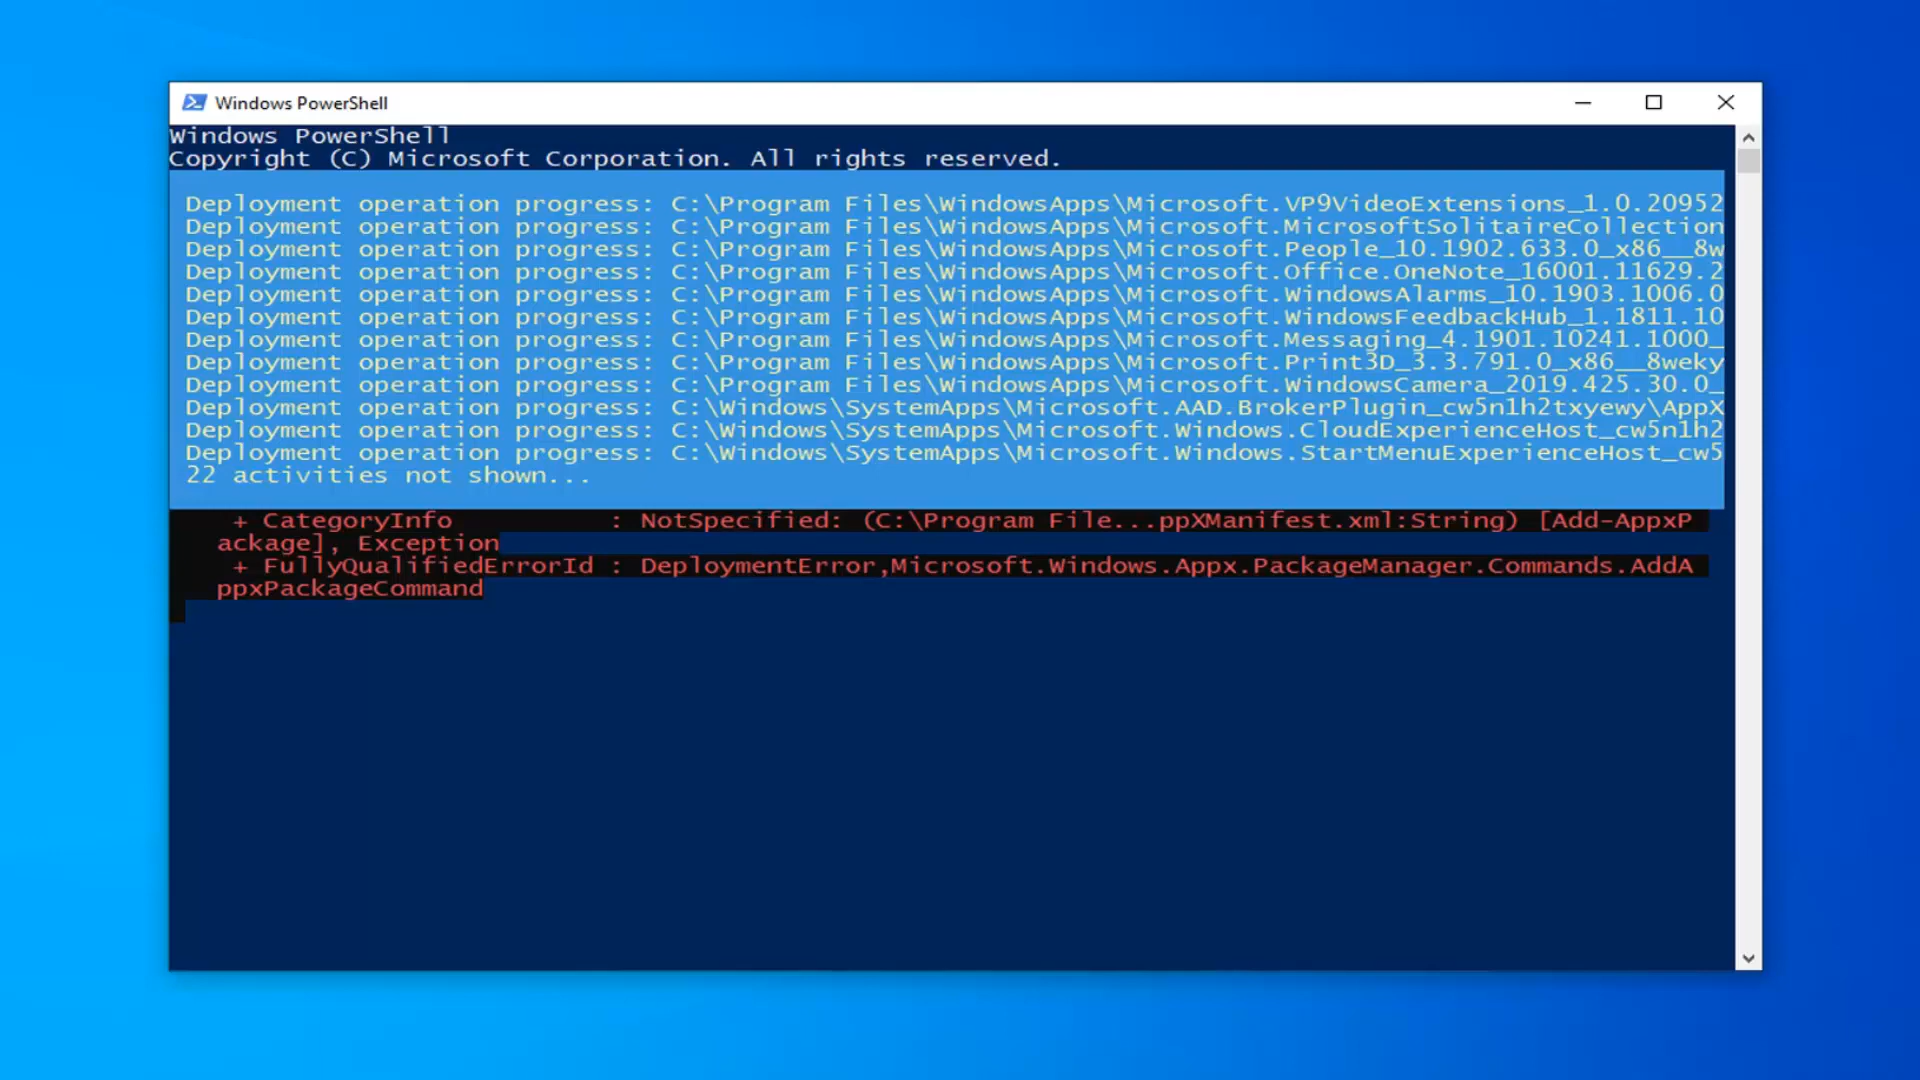 Windows PowerShell
Windows PowerShell
Copyright (C) Microsoft Corporation. All rights reserved.
Deployment operation progress: C:\Program Files\WindowsApps\Microsoft.VP9VideoExtensions_1.0.20952
Deployment operation progress: C:\Program Files\WindowsApps\Microsoft.MicrosoftSolitaireCollection
Deployment operation progress: C:\Program Files\WindowsApps\Microsoft.People_10.1902.633.0_x86__8w
Deployment operation progress: C:\Program Files\WindowsApps\Microsoft.Office.OneNote_16001.11629.2
Deployment operation progress: C:\Program Files\WindowsApps\Microsoft.WindowsAlarms_10.1903.1006.0
Deployment operation progress: C:\Program Files\WindowsApps\Microsoft.WindowsFeedbackHub_1.1811.10
Deployment operation progress: C:\Program Files\WindowsApps\Microsoft.Messaging_4.1901.10241.1000_
Deployment operation progress: C:\Program Files\WindowsApps\Microsoft.Print3D_3.3.791.0_x86__8weky
Deployment operation progress: C:\Program Files\WindowsApps\Microsoft.WindowsCamera_2019.425.30.0_
Deployment operation progress: C:\Windows\SystemApps\Microsoft.AAD.BrokerPlugin_cw5n1h2txyewy\AppX
Deployment operation progress: C:\Windows\SystemApps\Microsoft.Windows.CloudExperienceHost_cw5n1h2
Deployment operation progress: C:\Windows\SystemApps\Microsoft.Windows.StartMenuExperienceHost_cw5
22 activities not shown...
+ CategoryInfo : NotSpecified: (C:\Program File...ppXManifest.xml:String) [Add-AppxP
ackage], Exception
+ FullyQualifiedErrorId : DeploymentError,Microsoft.Windows.Appx.PackageManager.Commands.AddA
ppxPackageCommand